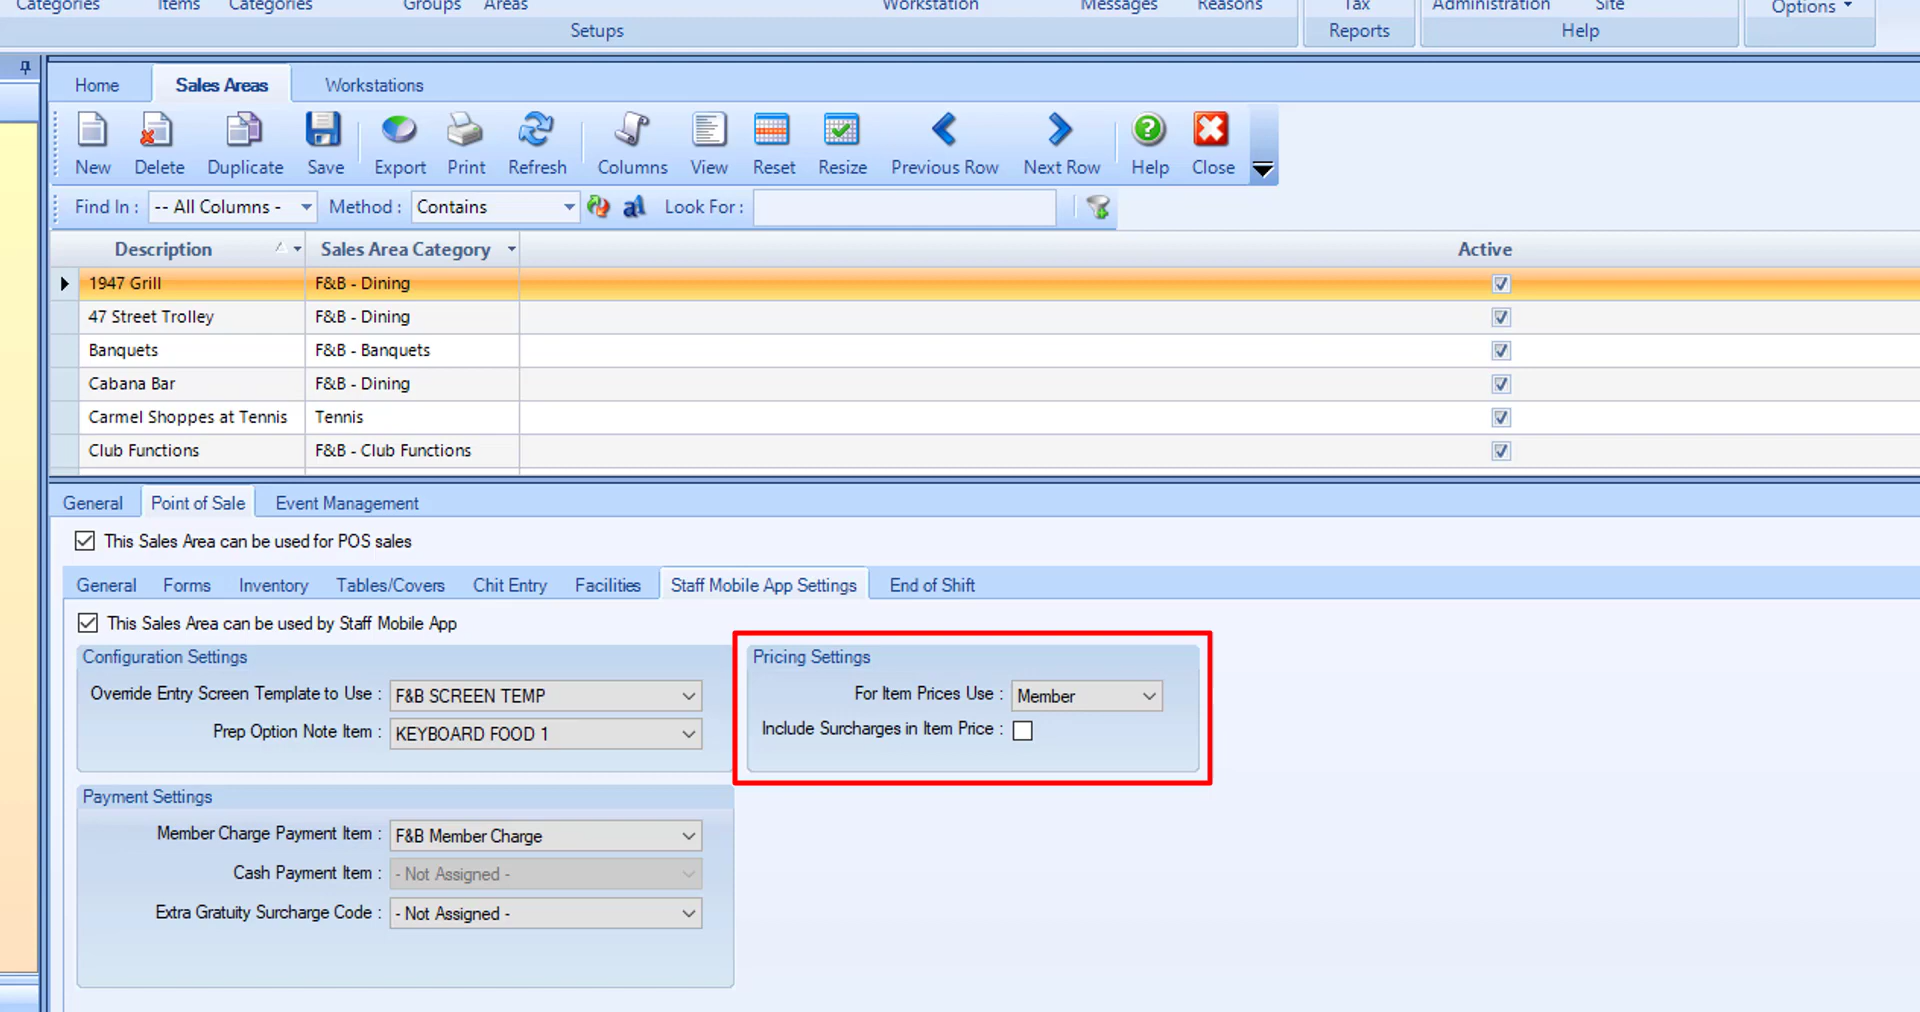 Categories Items Categories Groups Areas Workstation Messages Reasons Tax Administration Site Options
Setups Reports Help
Home Sales Areas Workstations
New Delete Duplicate Save Export Print Refresh Columns View Reset Resize Previous Row Next Row Help Close
Find In : -- All Columns - Method : Contains Look For :
Description Sales Area Category Active
1947 Grill F&B - Dining
47 Street Trolley F&B - Dining
Banquets F&B - Banquets
Cabana Bar F&B - Dining
Carmel Shoppes at Tennis Tennis
Club Functions F&B - Club Functions
General Point of Sale Event Management
This Sales Area can be used for POS sales
General Forms Inventory Tables/Covers Chit Entry Facilities Staff Mobile App Settings End of Shift
This Sales Area can be used by Staff Mobile App
Configuration Settings
Override Entry Screen Template to Use : F&B SCREEN TEMP
Prep Option Note Item : KEYBOARD FOOD 1
Pricing Settings
For Item Prices Use : Member
Include Surcharges in Item Price :
Payment Settings
Member Charge Payment Item : F&B Member Charge
Cash Payment Item : - Not Assigned -
Extra Gratuity Surcharge Code : - Not Assigned -